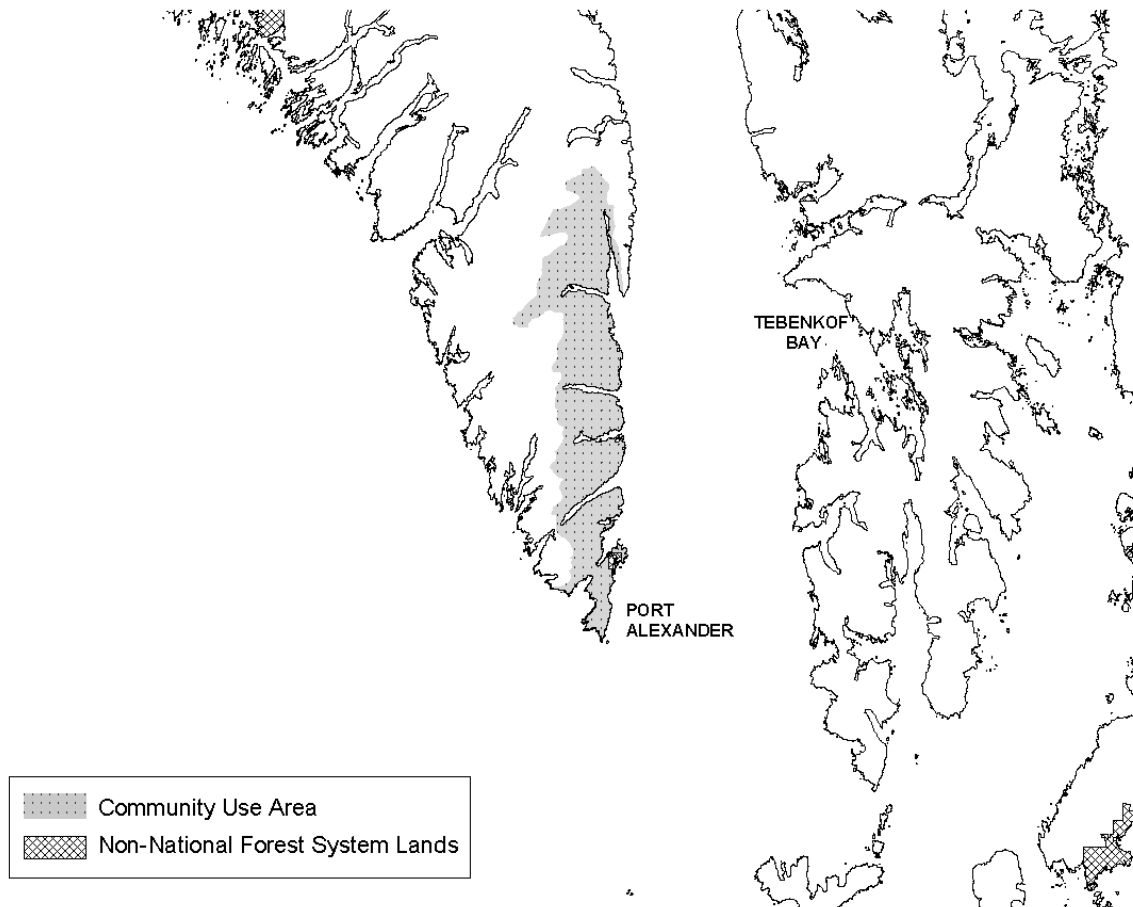 TEBENKOF
BAY
PORT
ALEXANDER
Community Use Area
Non-National Forest System Lands